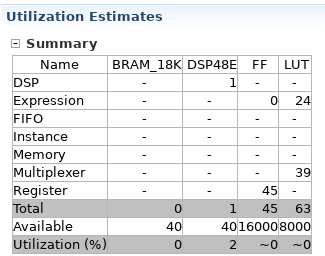 Utilization Estimates
Summary
Name BRAM_18K DSP48E FF LUT
DSP - 1 - -
Expression - - 0 24
FIFO - - - -
Instance - - - -
Memory - - - -
Multiplexer - - - 39
Register - - 45 -
Total 0 1 45 63
Available 40 40 16000 8000
Utilization (%) 0 2 ~0 ~0